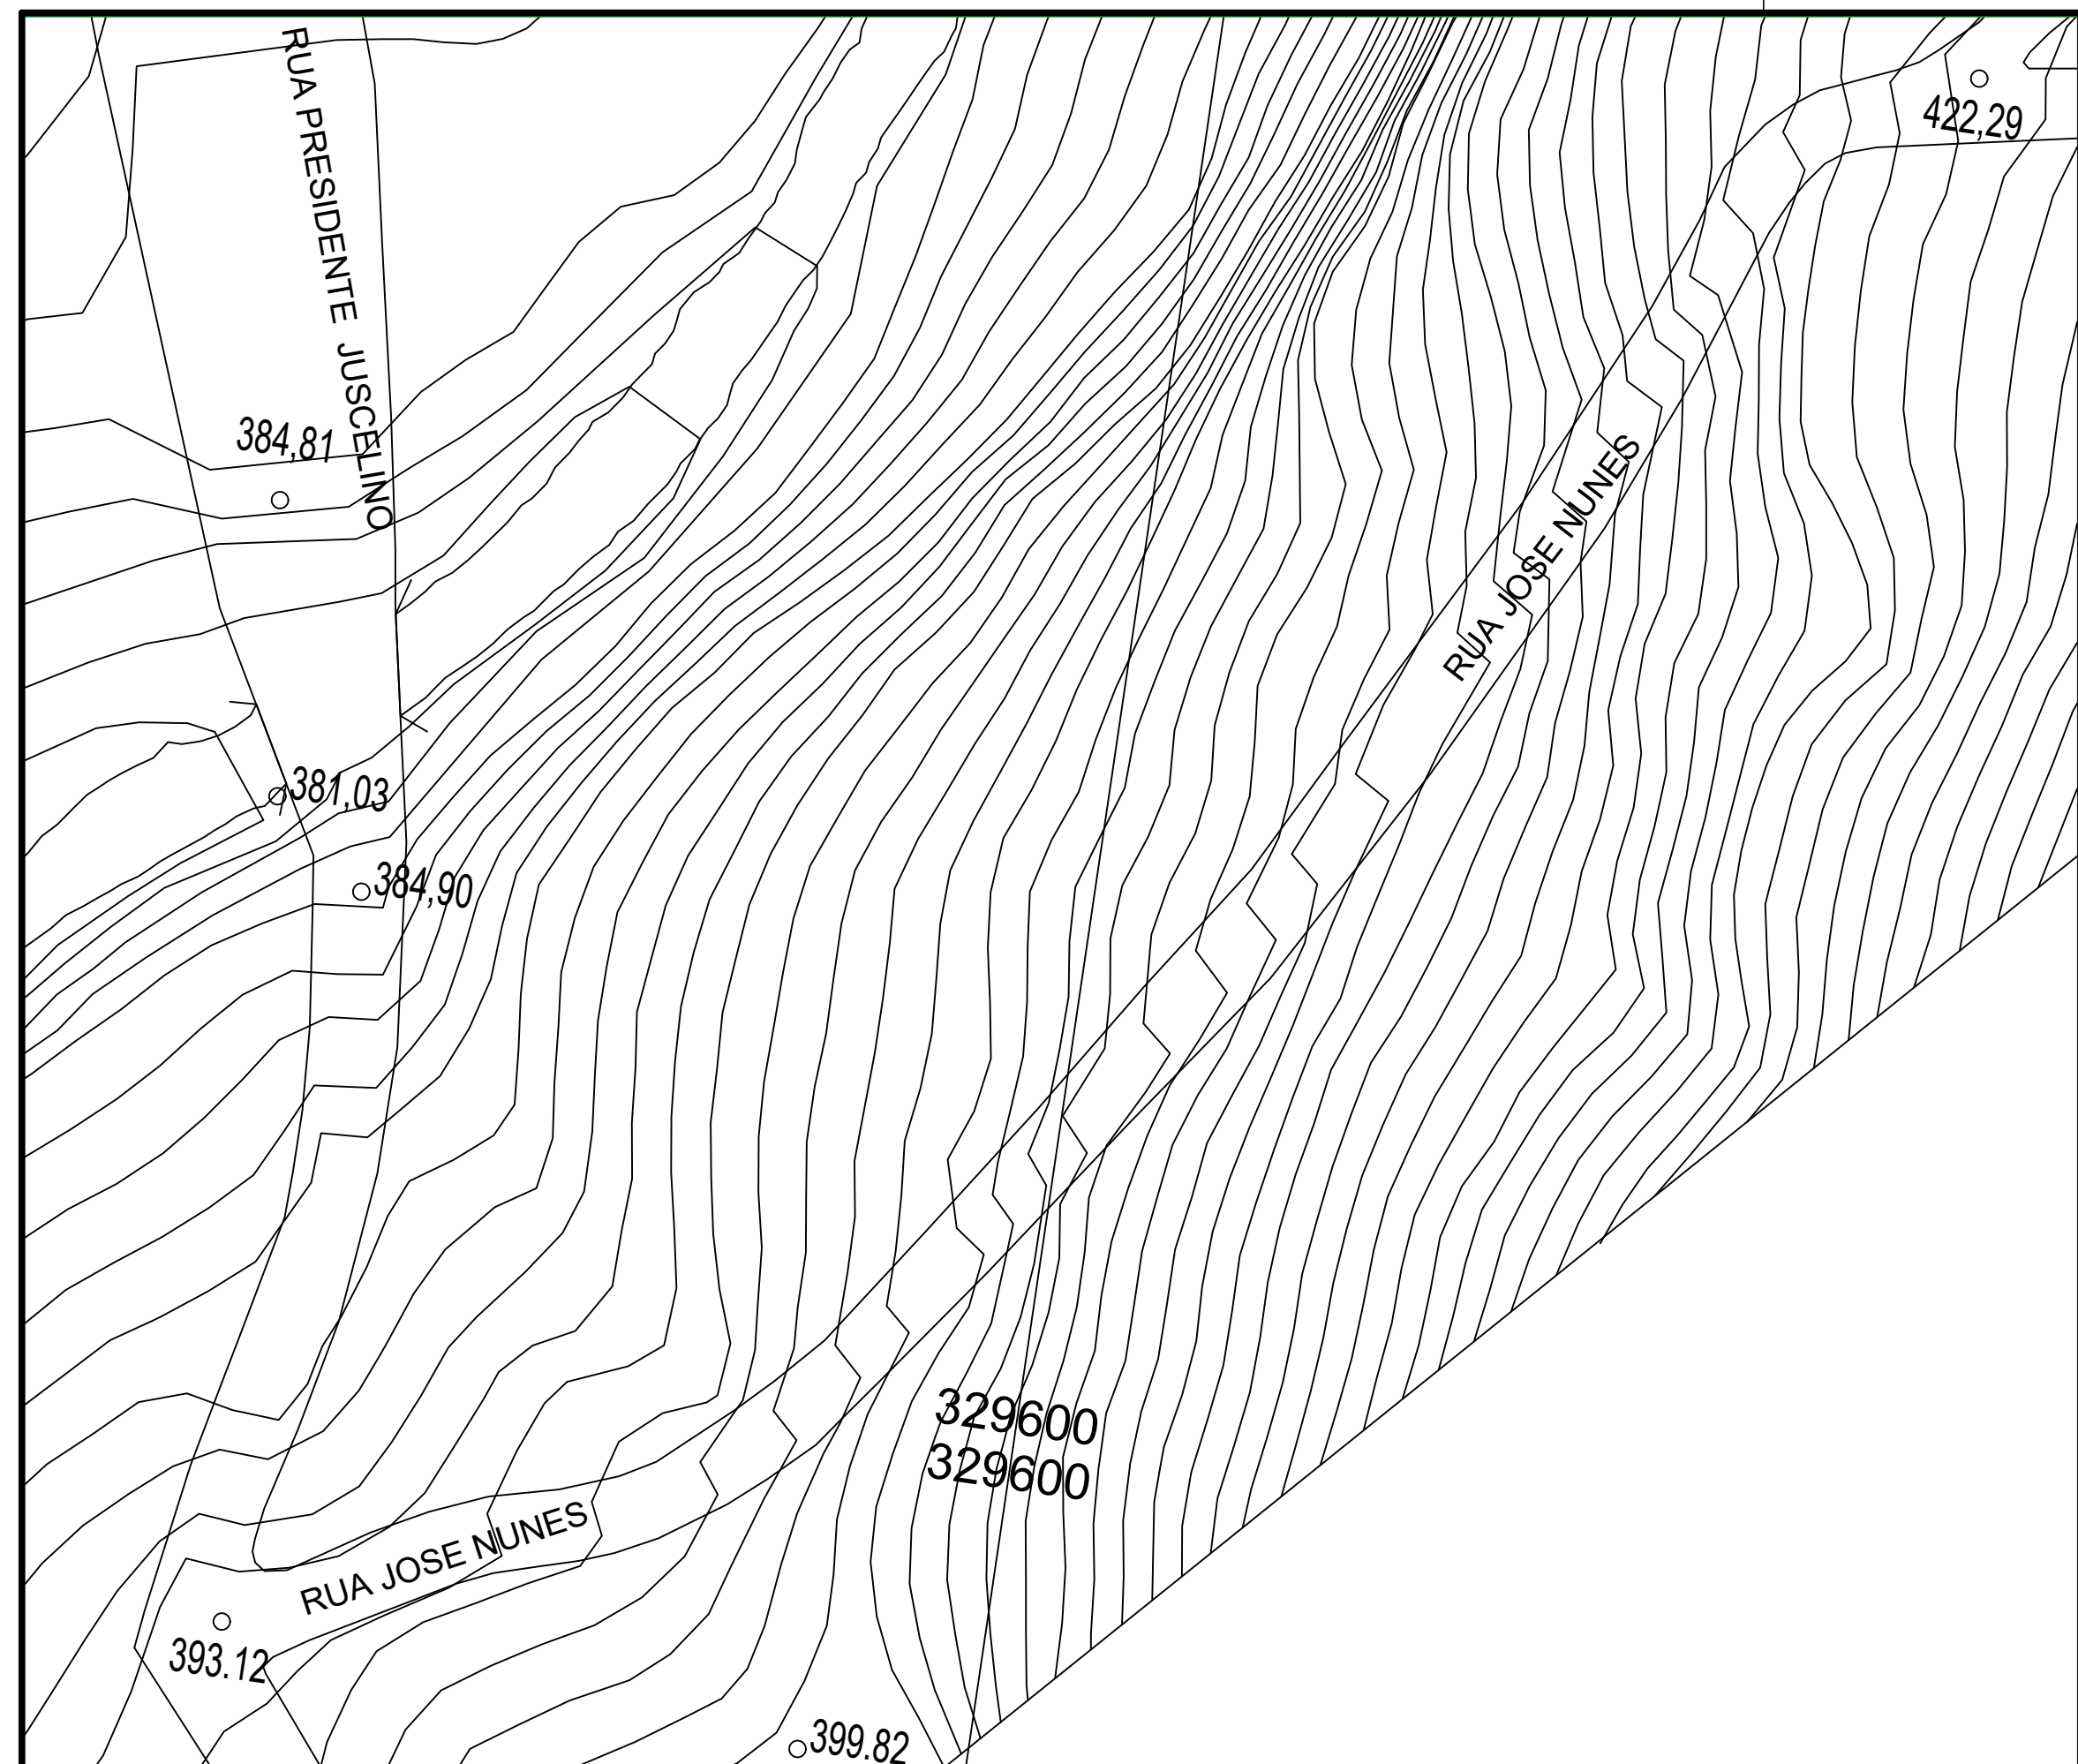 RUA PRESIDENTE JUSCELINO
422,29
384,81
RUA JOSE NUNES
381,03
384,90
329600
329600
RUA JOSE NUNES
393.12
399.82